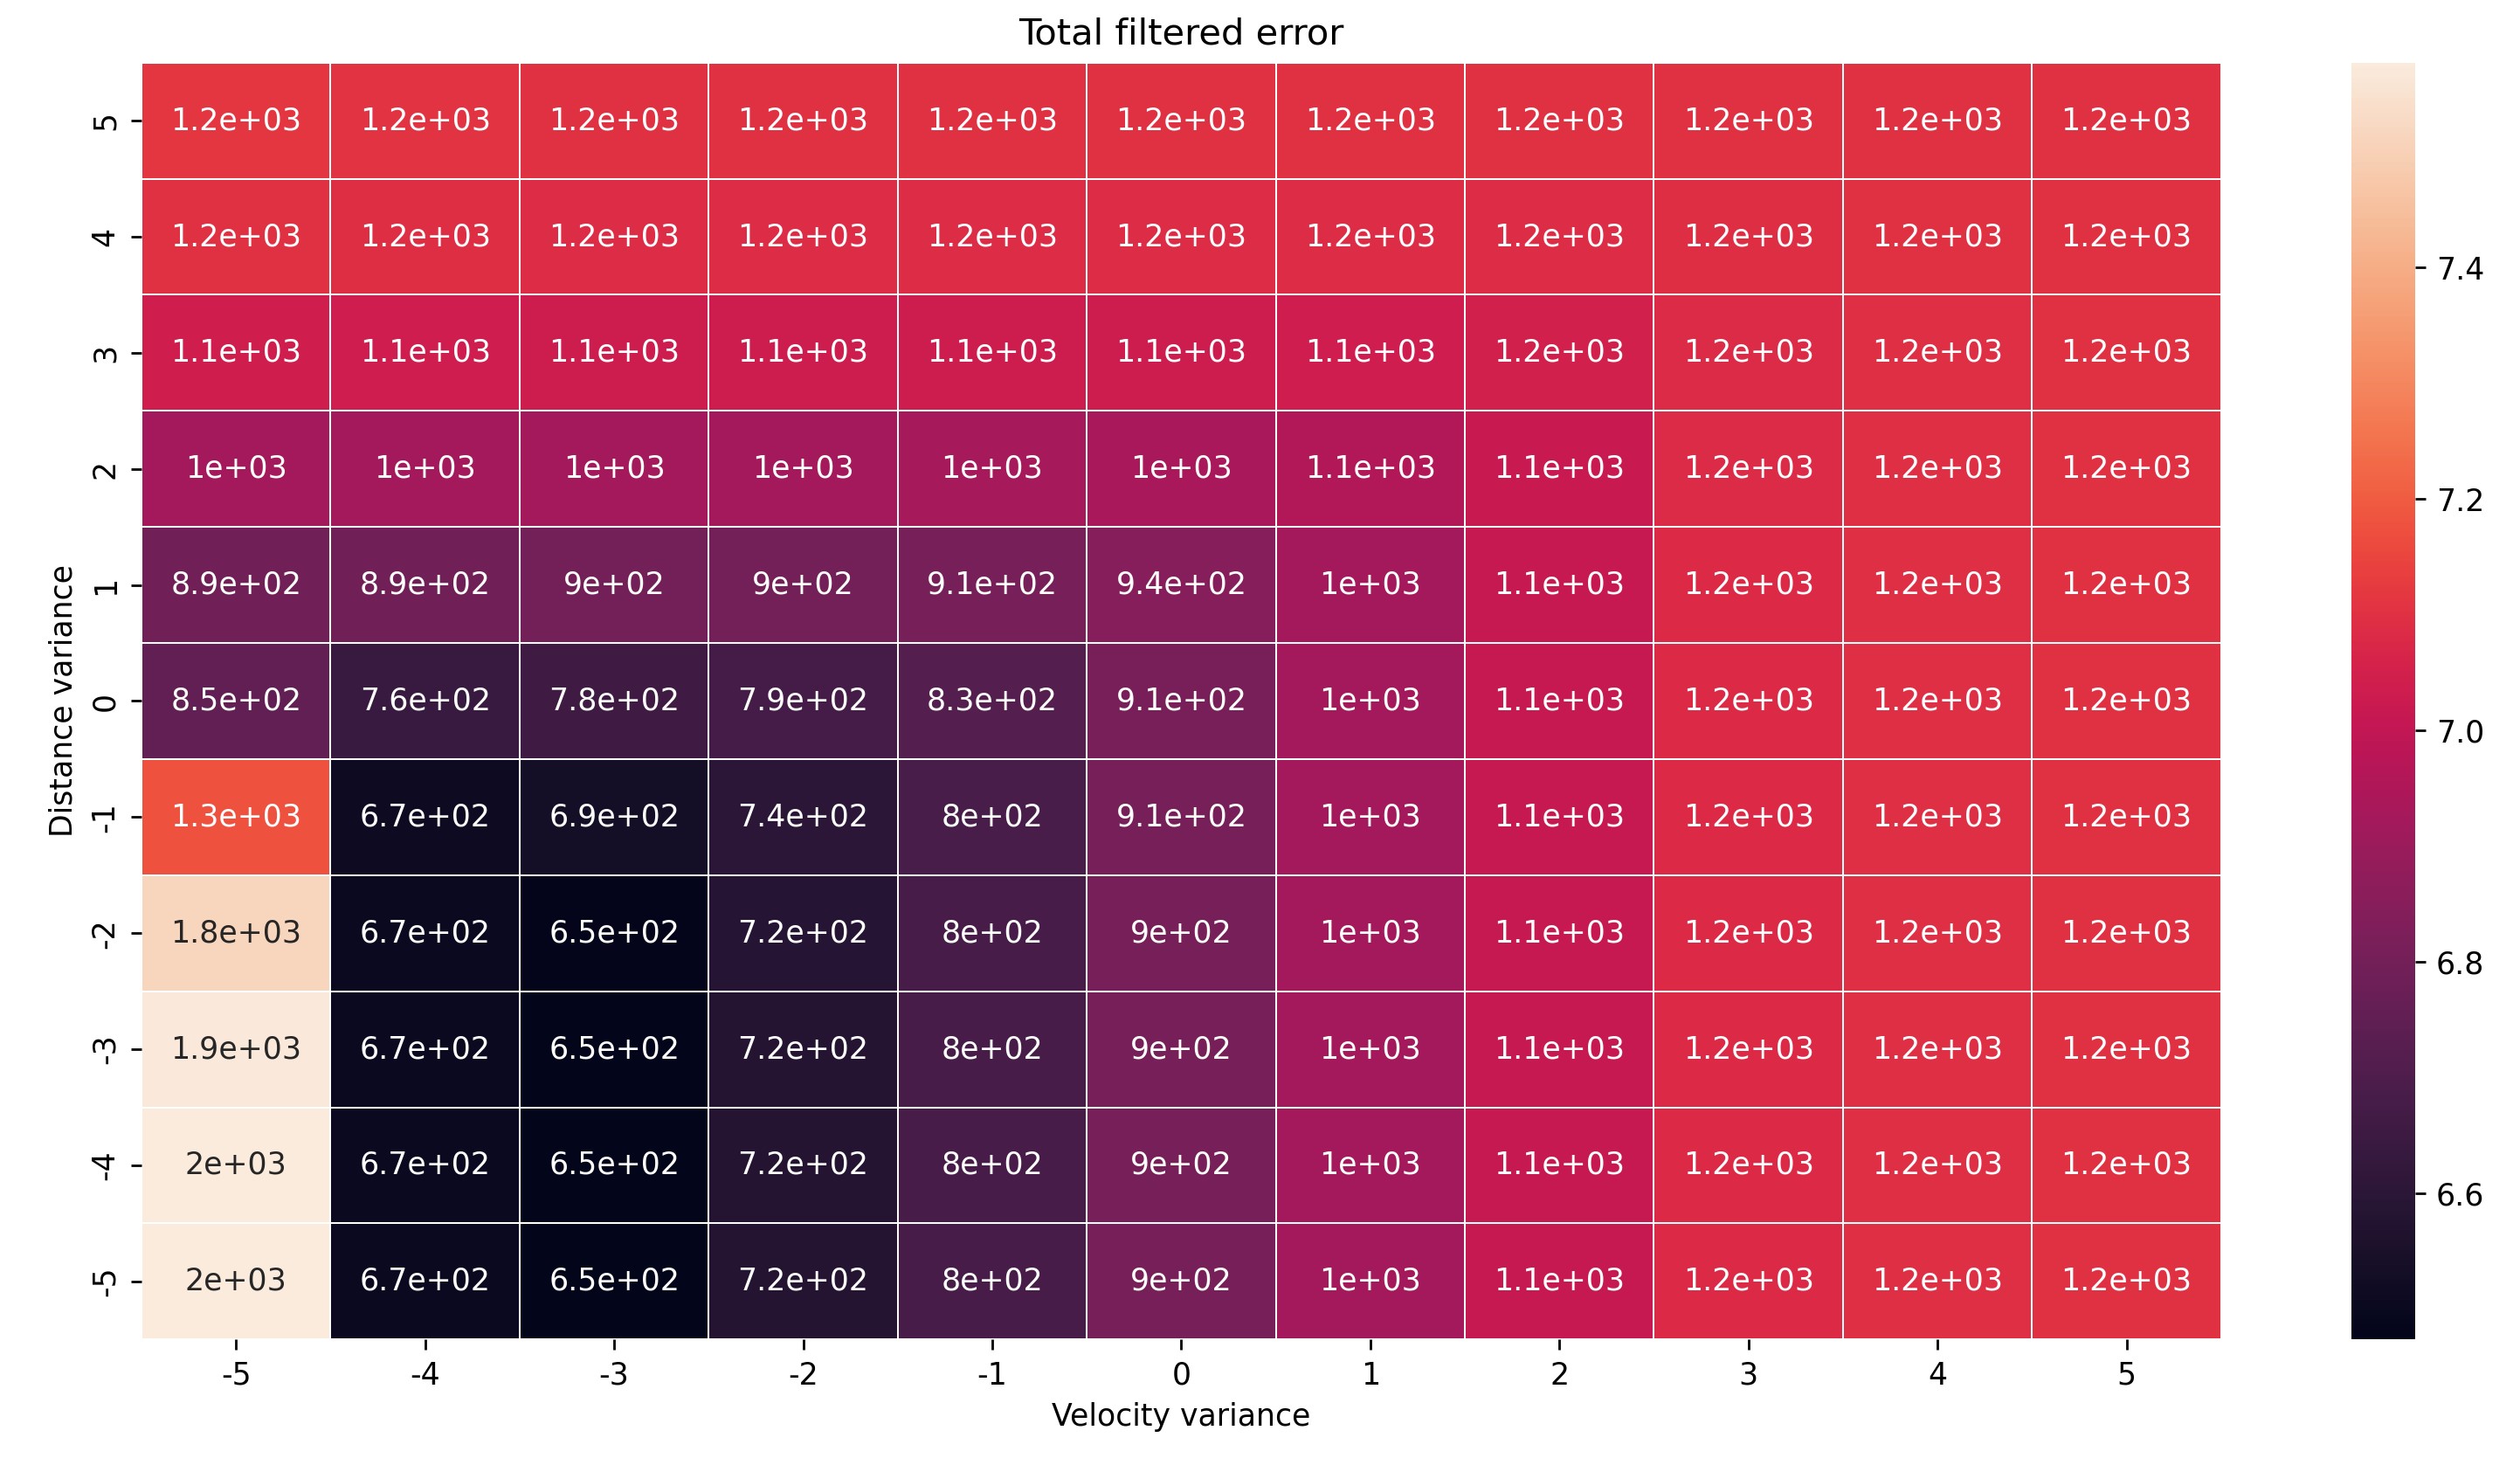 Total filtered error
5 1.2e+03 1.2e+03 1.2e+03 1.2e+03 1.2e+03 1.2e+03 1.2e+03 1.2e+03 1.2e+03 1.2e+03 1.2e+03
4 1.2e+03 1.2e+03 1.2e+03 1.2e+03 1.2e+03 1.2e+03 1.2e+03 1.2e+03 1.2e+03 1.2e+03 1.2e+03
7.4
3 1.1e+03 1.1e+03 1.1e+03 1.1e+03 1.1e+03 1.1e+03 1.1e+03 1.2e+03 1.2e+03 1.2e+03 1.2e+03
2 1e+03 1e+03 1e+03 1e+03 1e+03 1e+03 1.1e+03 1.1e+03 1.2e+03 1.2e+03 1.2e+03
7.2
1 8.9e+02 8.9e+02 9e+02 9e+02 9.1e+02 9.4e+02 1e+03 1.1e+03 1.2e+03 1.2e+03 1.2e+03
Distance variance
0 8.5e+02 7.6e+02 7.8e+02 7.9e+02 8.3e+02 9.1e+02 1e+03 1.1e+03 1.2e+03 1.2e+03 1.2e+03
7.0
-1 1.3e+03 6.7e+02 6.9e+02 7.4e+02 8e+02 9.1e+02 1e+03 1.1e+03 1.2e+03 1.2e+03 1.2e+03
-2 1.8e+03 6.7e+02 6.5e+02 7.2e+02 8e+02 9e+02 1e+03 1.1e+03 1.2e+03 1.2e+03 1.2e+03
6.8
-3 1.9e+03 6.7e+02 6.5e+02 7.2e+02 8e+02 9e+02 1e+03 1.1e+03 1.2e+03 1.2e+03 1.2e+03
-4 2e+03 6.7e+02 6.5e+02 7.2e+02 8e+02 9e+02 1e+03 1.1e+03 1.2e+03 1.2e+03 1.2e+03
6.6
-5 2e+03 6.7e+02 6.5e+02 7.2e+02 8e+02 9e+02 1e+03 1.1e+03 1.2e+03 1.2e+03 1.2e+03
-5 -4 -3 -2 -1 0 1 2 3 4 5
Velocity variance